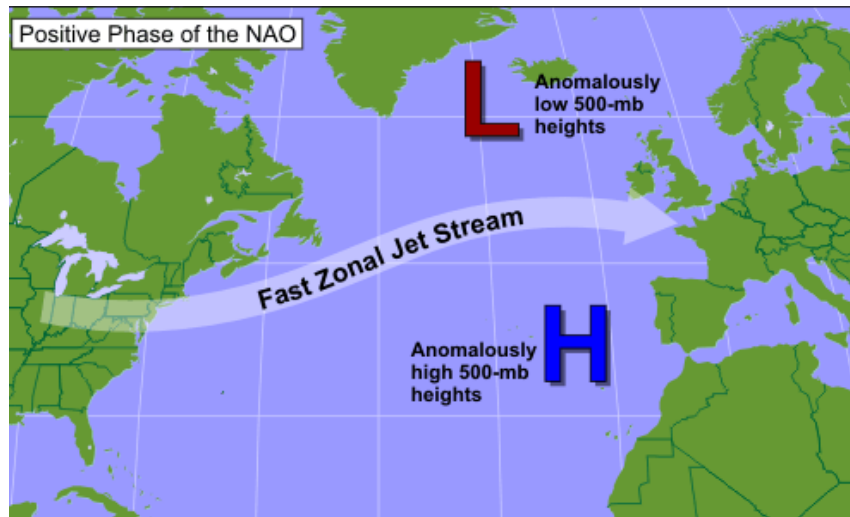 Positive Phase of the NAO
L
Anomalously
low 500-mb
heights
Fast Zonal Jet Stream
H
Anomalously
high 500-mb
heights